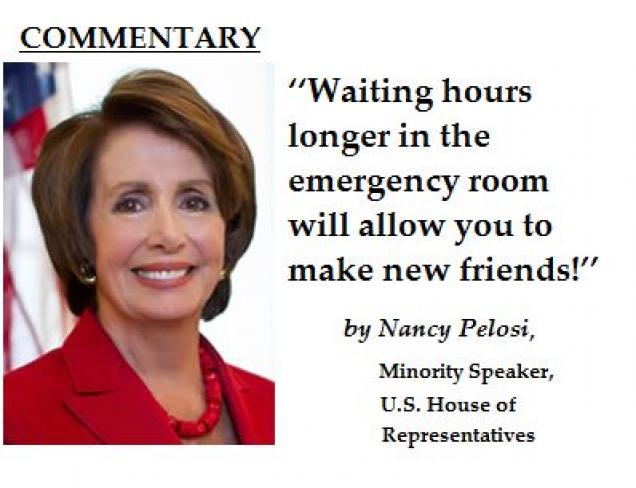 COMMENTARY
‘‘Waiting hours
longer in the
emergency room
will allow you to
make new friends!’’
by Nancy Pelosi,
Minority Speaker,
U.S. House of
Representatives